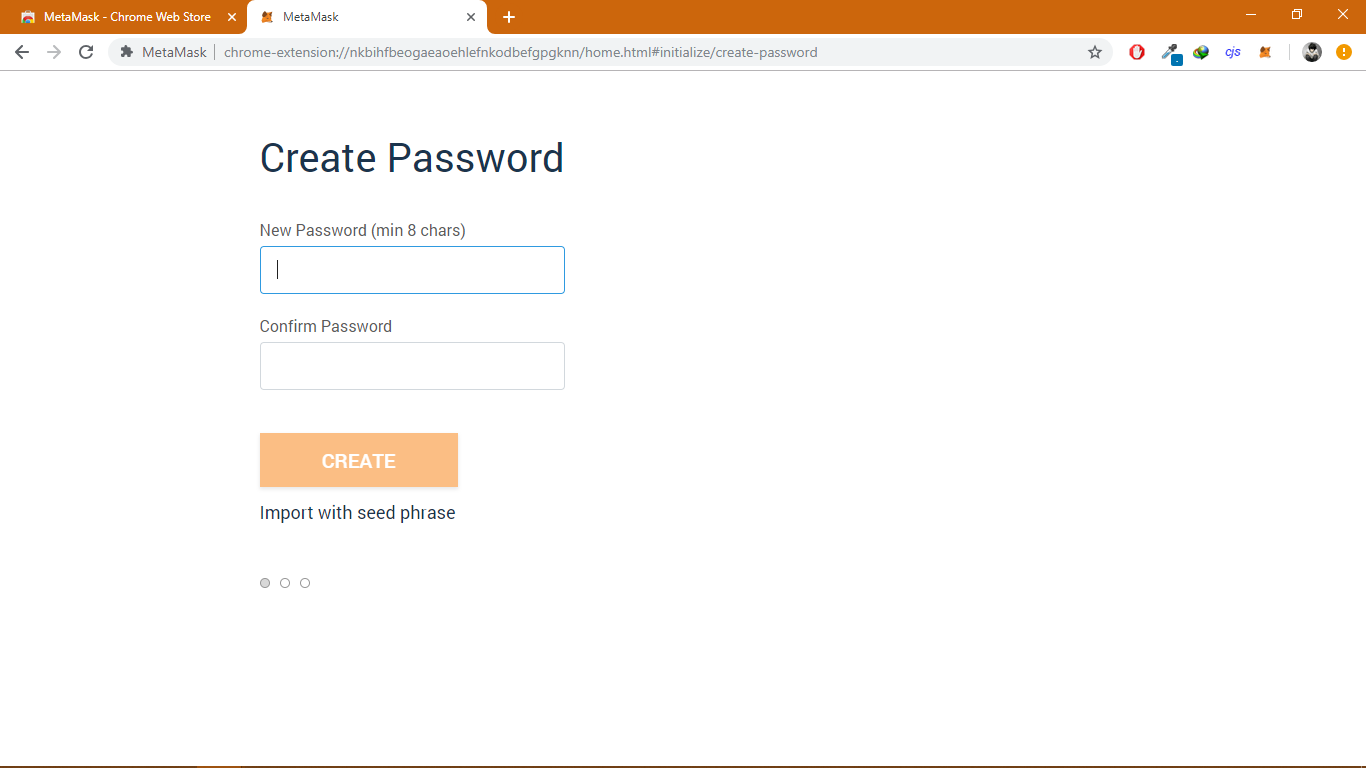 MetaMask - Chrome Web Store
MetaMask
MetaMask
chrome-extension://nkbihfbeogaeaoehlefnkodbefgpgknn/home.html#initialize/create-password
cjs
Create Password
New Password (min 8 chars)
Confirm Password
CREATE
Import with seed phrase